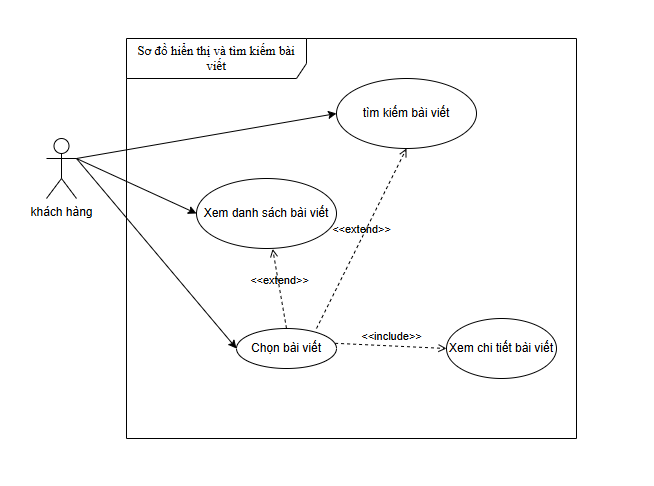 Sơ đồ hiển thị và tìm kiếm bài
viết
tìm kiếm bài viết
khách hàng
Xem danh sách bài viết
<<extend>>
<<extend>>
<<include>>
Chọn bài viết
Xem chi tiết bài viết